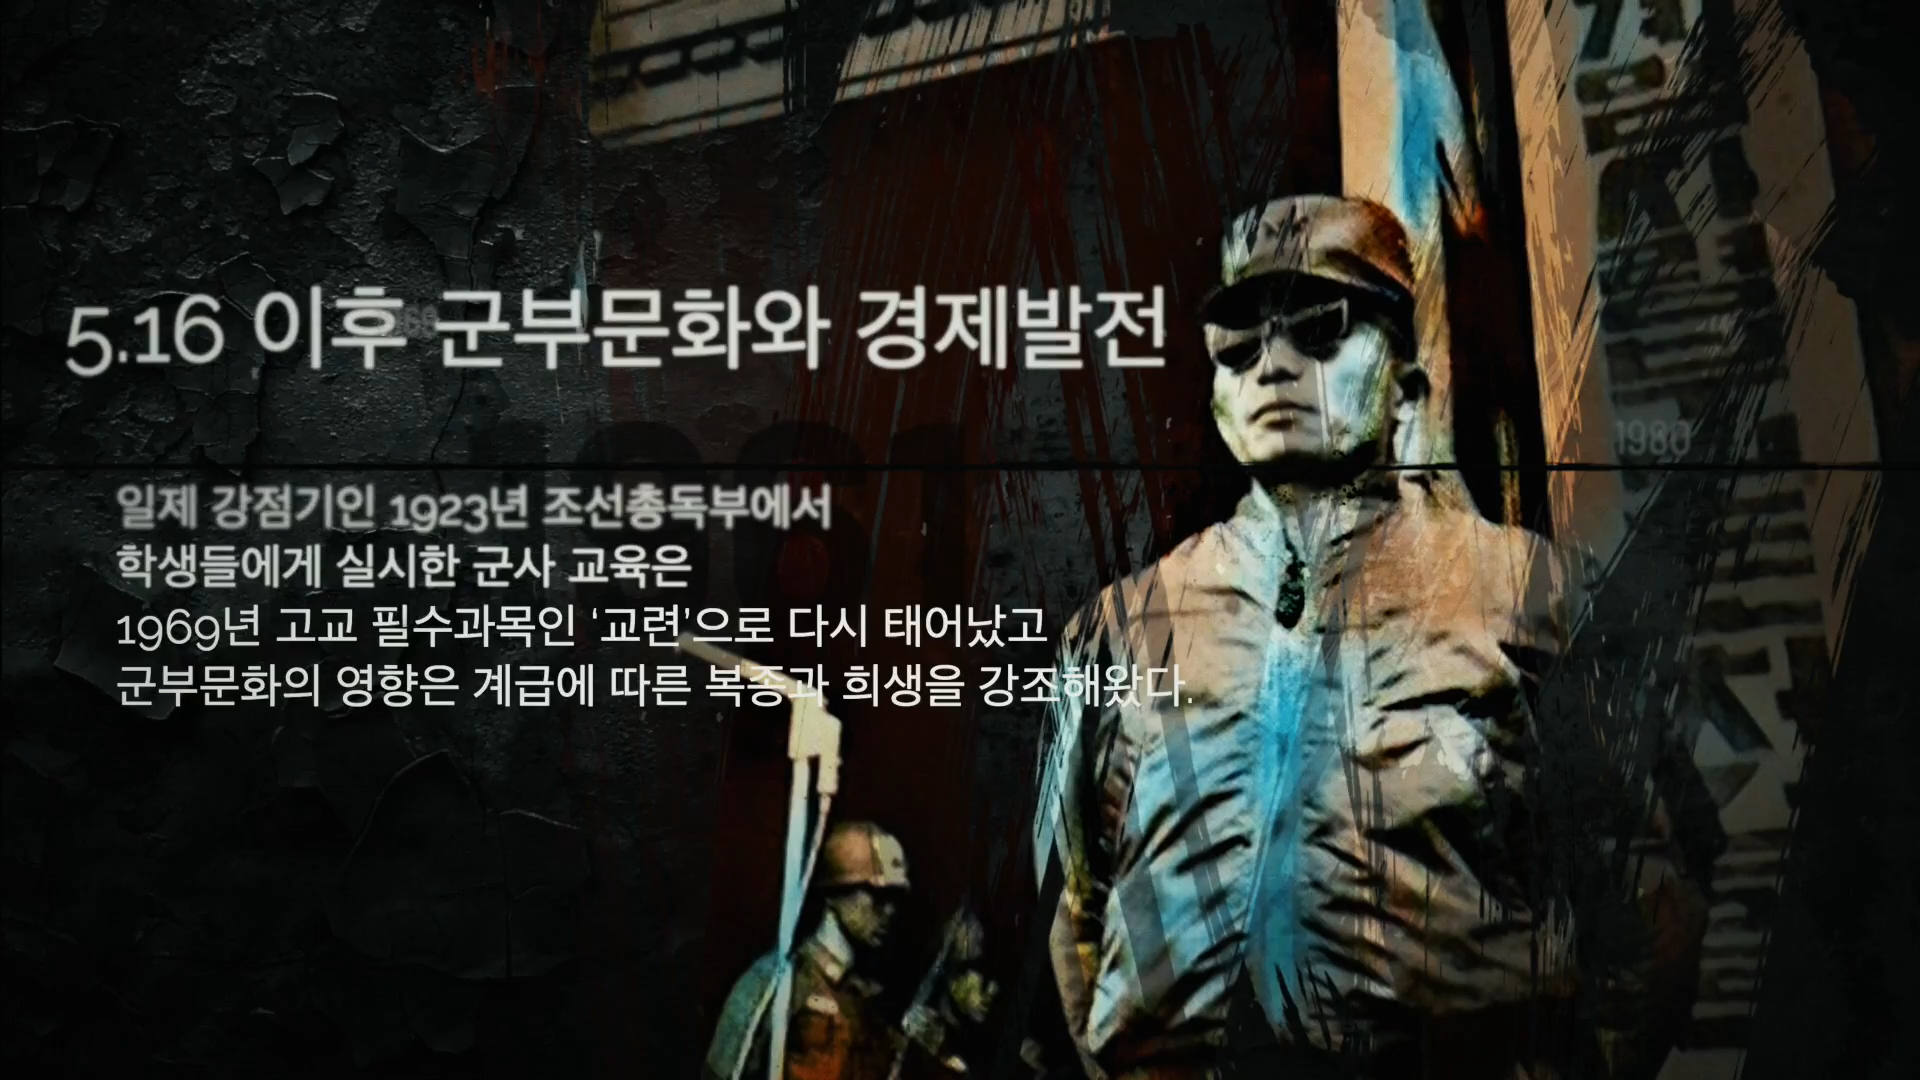 5.16 이후 군부문화와 경제발전
일제 강점기인 1923년 조선총독부에서
학생들에게 실시한 군사 교육은
1969년 고교 필수과목인 ‘교련’으로 다시 태어났고
군부문화의 영향은 계급에 따른 복종과 희생을 강조해왔다.
1980